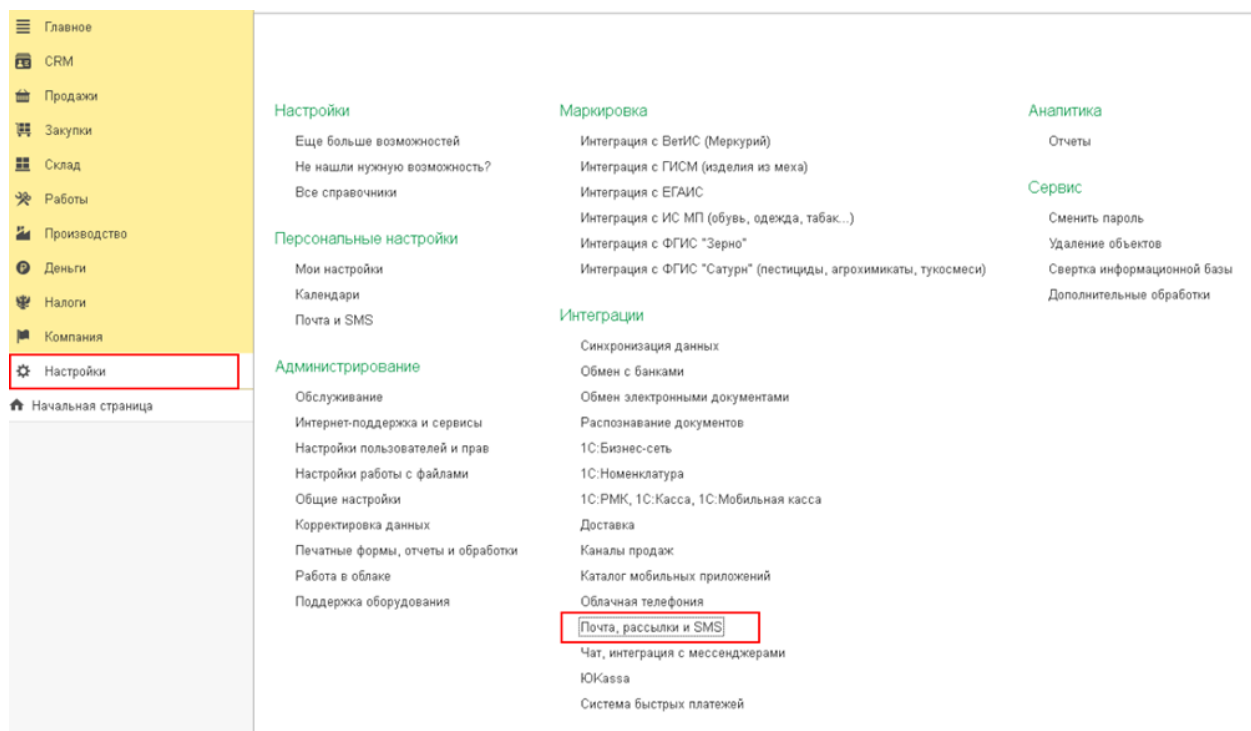 Главное
CRM
Продажи
Закупки
Склад
Работы
Производство
Деньги
Налоги
Компания
Настройки
Начальная страница
Настройки
Еще больше возможностей
Не нашли нужную возможность?
Все справочники
Персональные настройки
Мои настройки
Календари
Почта и SMS
Администрирование
Обслуживание
Интернет-поддержка и сервисы
Настройки пользователей и прав
Настройки работы с файлами
Общие настройки
Корректировка данных
Печатные формы, отчеты и обработки
Работа в облаке
Поддержка оборудования
Маркировка
Интеграция с ВетИС (Меркурий)
Интеграция с ГИСМ (изделия из меха)
Интеграция с ЕГАИС
Интеграция с ИС МП (обувь, одежда, табак...)
Интеграция с ФГИС "Зерно"
Интеграция с ФГИС "Сатурн" (пестициды, агрохимикаты, тукосмеси)
Интеграции
Синхронизация данных
Обмен с банками
Обмен электронными документами
Распознавание документов
1С:Бизнес-сеть
1С:Номенклатура
1С:РМК, 1С:Касса, 1С:Мобильная касса
Доставка
Каналы продаж
Каталог мобильных приложений
Облачная телефония
Почта, рассылки и SMS
Чат, интеграция с мессенджерами
ЮKassa
Система быстрых платежей
Аналитика
Отчеты
Сервис
Сменить пароль
Удаление объектов
Свертка информационной базы
Дополнительные обработки